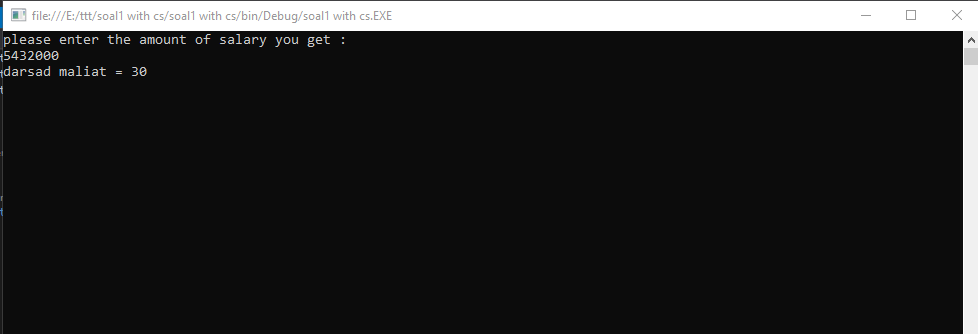 file:///E:/ttt/soal1 with cs/soal1 with cs/bin/Debug/soal1 with cs.EXE
please enter the amount of salary you get :
5432000
darsad maliat = 30